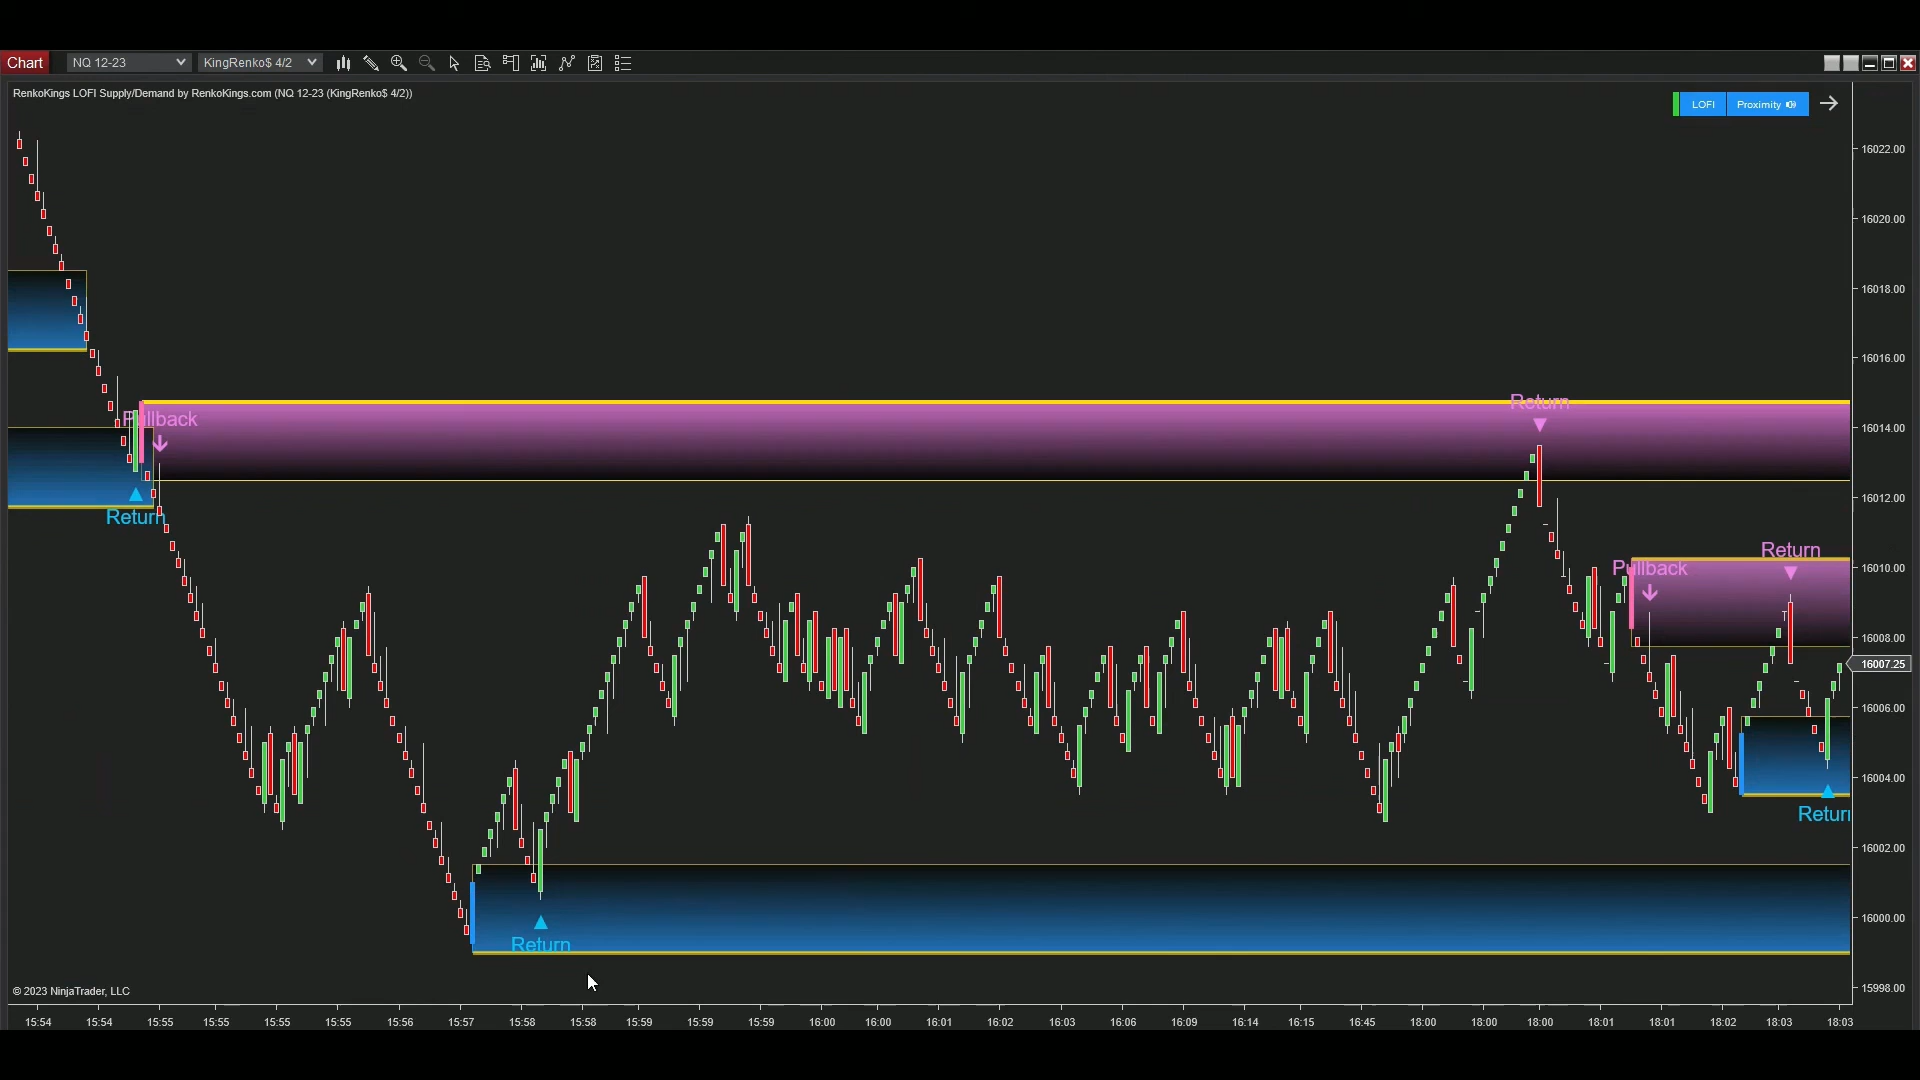 Chart
NQ 12-23
KingRenko$ 4/2
RenkoKings LOFI Supply/Demand by RenkoKings.com (NQ 12-23 (KingRenko$ 4/2))
LOFI
Proximity
16022.00
16020.00
16018.00
16016.00
16014.00
16012.00
16010.00
16008.00
16007.25
16006.00
16004.00
16002.00
16000.00
15998.00
Pullback
Return
Return
Return
Pullback
Return
Return
© 2023 NinjaTrader, LLC
15:54 15:54 15:55 15:55 15:55 15:55 15:56 15:57 15:58 15:58 15:59 15:59 15:59 16:00 16:00 16:01 16:02 16:03 16:06 16:09 16:14 16:15 16:45 18:00 18:00 18:00 18:01 18:01 18:02 18:03 18:03